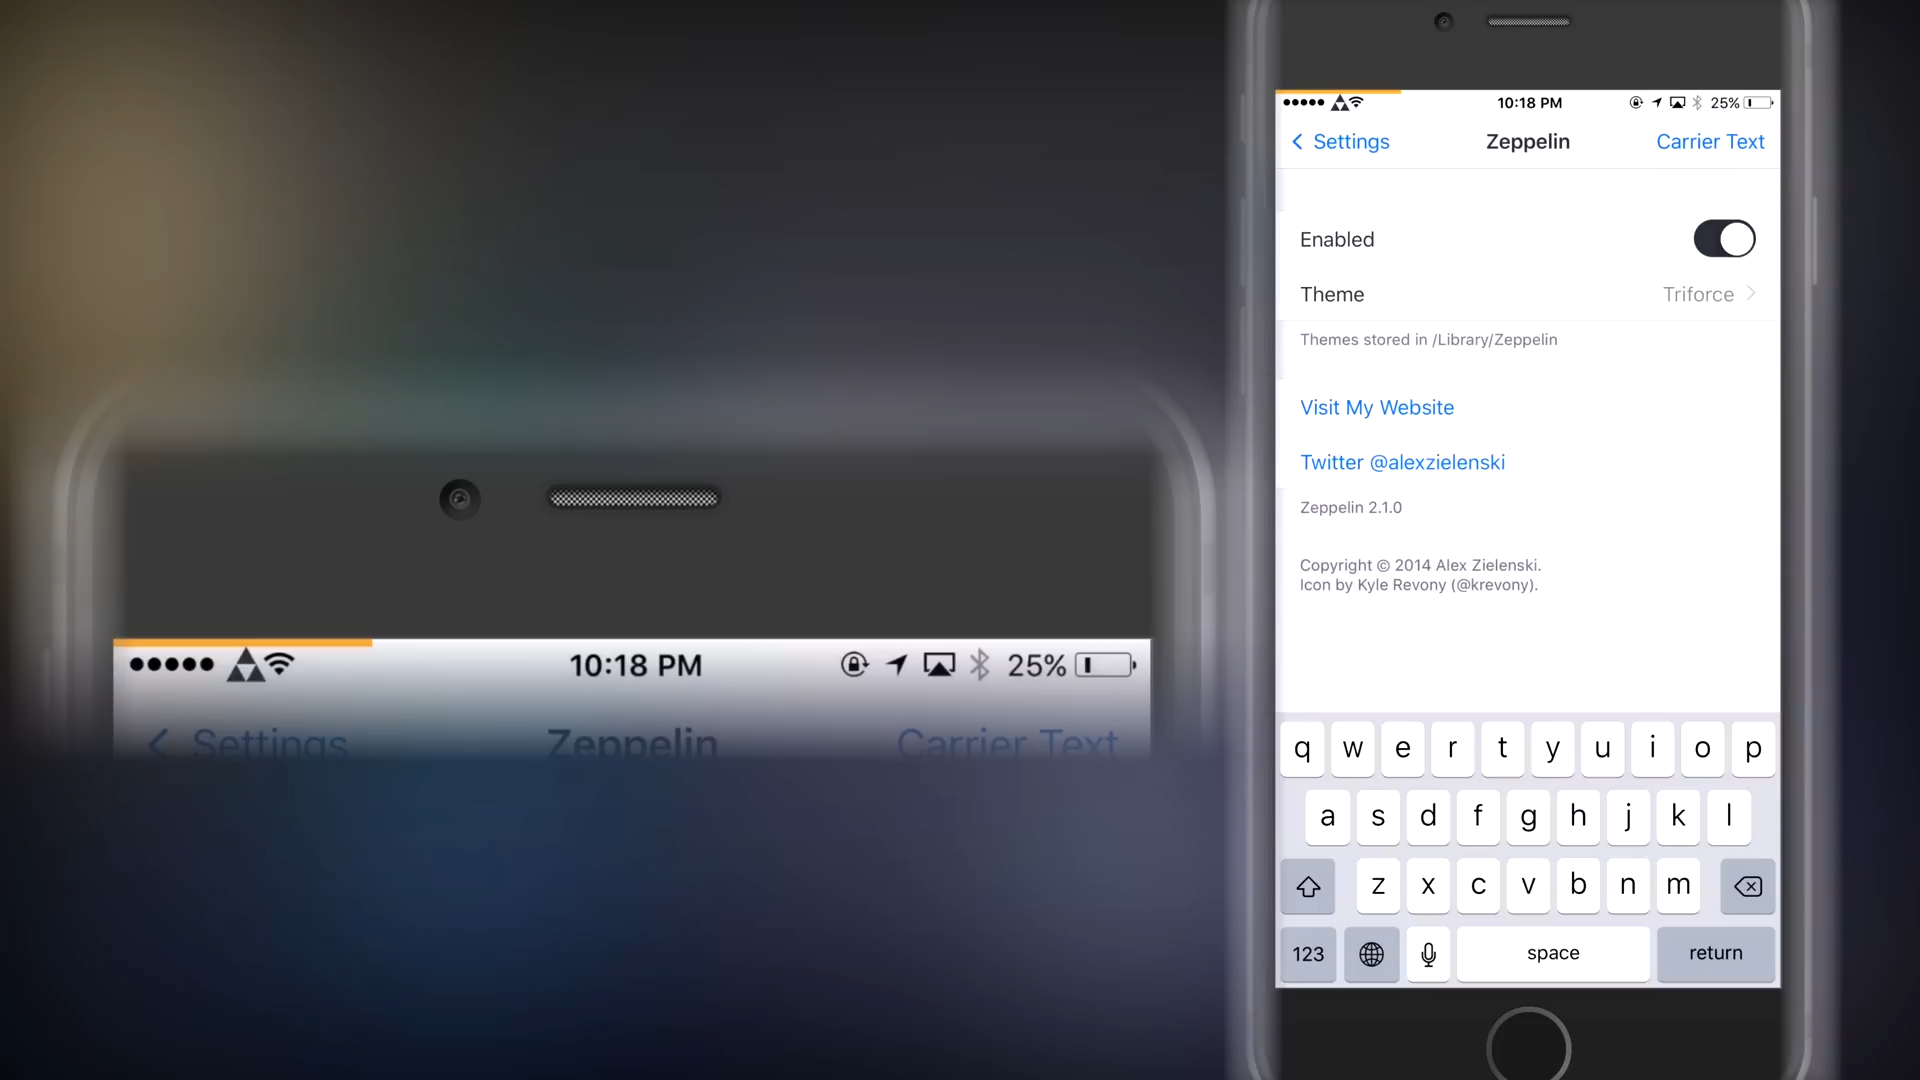 10:18 PM 25%
Settings Zeppelin Carrier Text
10:18 PM 25%
Settings Zeppelin Carrier Text
Enabled
Theme Triforce
Themes stored in /Library/Zeppelin
Visit My Website
Twitter @alexzielenski
Zeppelin 2.1.0
Copyright © 2014 Alex Zielenski.
Icon by Kyle Revony (@krevony).
q w e r t y u i o p
a s d f g h j k l
z x c v b n m
123 space return